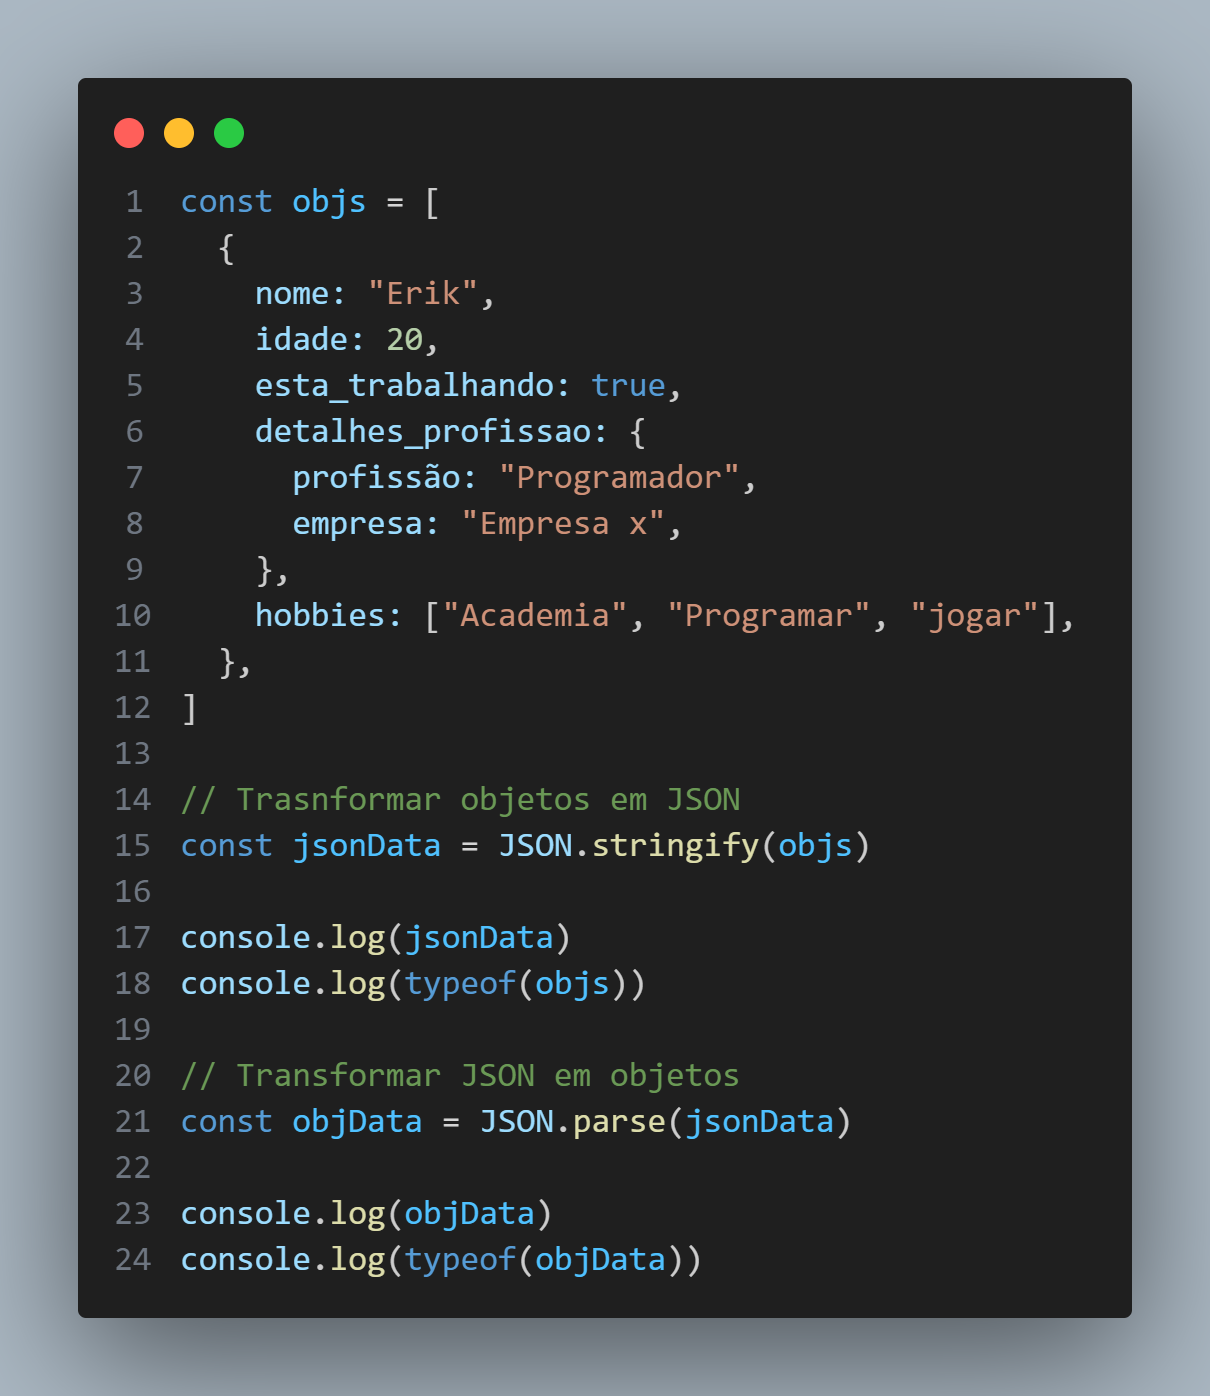 1 const objs = [
2 {
3 nome: "Erik",
4 idade: 20,
5 esta_trabalhando: true,
6 detalhes_profissao: {
7 profissão: "Programador",
8 empresa: "Empresa x",
9 },
10 hobbies: ["Academia", "Programar", "jogar"],
11 },
12 ]
13
14 // Trasnformar objetos em JSON
15 const jsonData = JSON.stringify(objs)
16
17 console.log(jsonData)
18 console.log(typeof(objs))
19
20 // Transformar JSON em objetos
21 const objData = JSON.parse(jsonData)
22
23 console.log(objData)
24 console.log(typeof(objData))